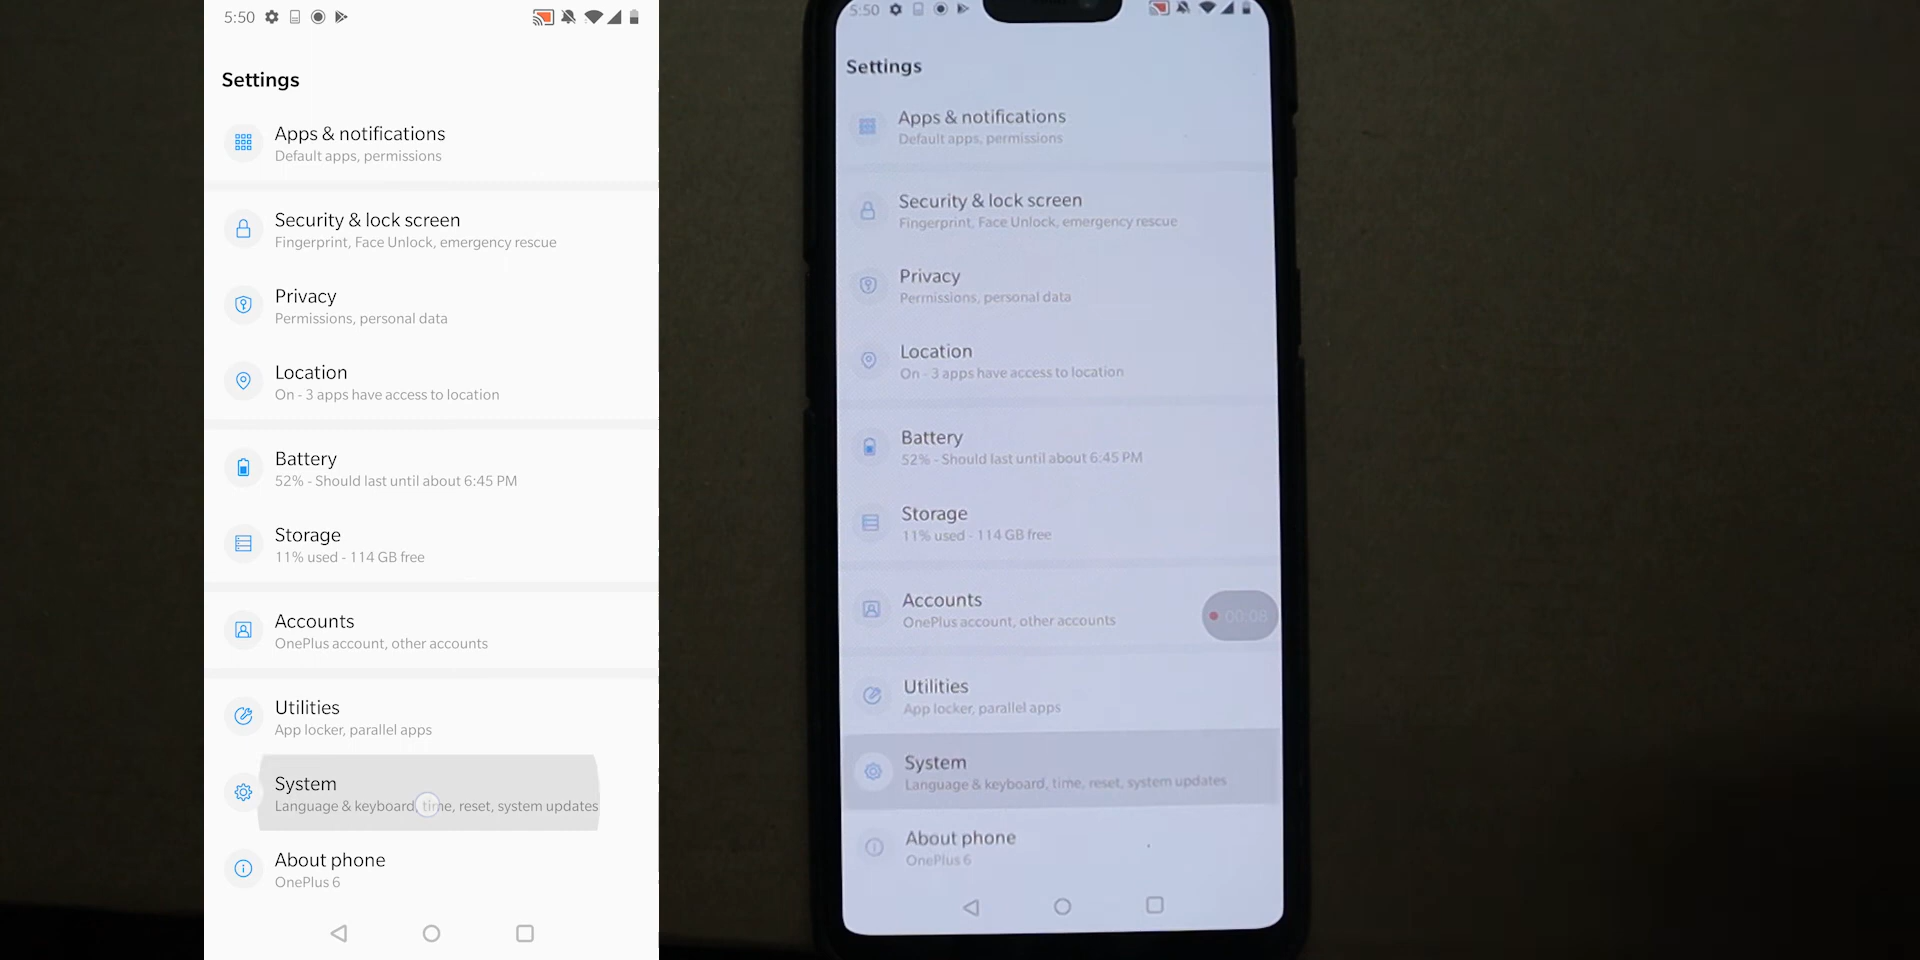 5:50
Settings
Apps & notifications
Default apps, permissions
Security & lock screen
Fingerprint, Face Unlock, emergency rescue
Privacy
Permissions, personal data
Location
On - 3 apps have access to location
Battery
52% - Should last until about 6:45 PM
Storage
11% used - 114 GB free
Accounts
OnePlus account, other accounts
Utilities
App locker, parallel apps
System
Language & keyboard, time, reset, system updates
About phone
OnePlus 6
5:50
Settings
Apps & notifications
Default apps, permissions
Security & lock screen
Fingerprint, Face Unlock, emergency rescue
Privacy
Permissions, personal data
Location
On - 3 apps have access to location
Battery
52% - Should last until about 6:45 PM
Storage
11% used - 114 GB free
Accounts
OnePlus account, other accounts
00:08
Utilities
App locker, parallel apps
System
Language & keyboard, time, reset, system updates
About phone
OnePlus 6